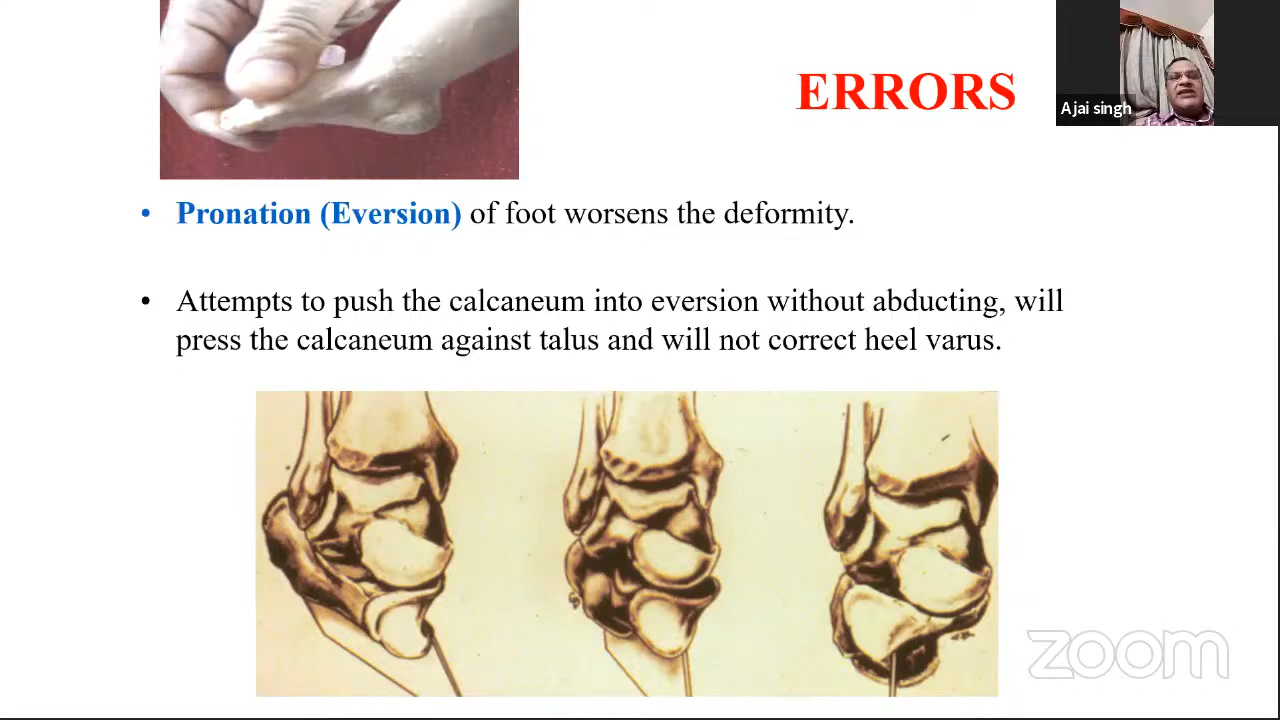 ERRORS
Ajai singh
• Pronation (Eversion) of foot worsens the deformity.
• Attempts to push the calcaneum into eversion without abducting, will
press the calcaneum against talus and will not correct heel varus.
zoom